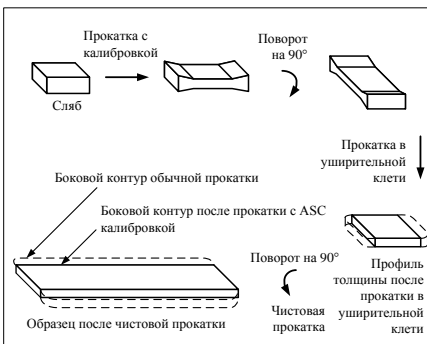 Прокатка с
калибровкой
Поворот
на 90°
Сляб
Прокатка в
уширительной
клети
Боковой контур обычной прокатки
Боковой контур после прокатки с ASC
калибровкой
Поворот на 90°
Чистовая
прокатка
Профиль
толщины после
прокатки в
уширительной
клети
Образец после чистовой прокатки